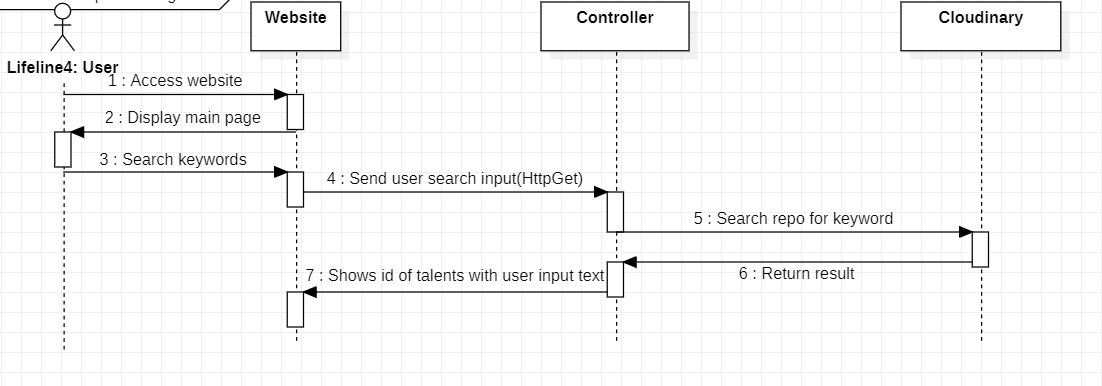 Website
Controller
Cloudinary
Lifeline4: User
1 : Access website
2 : Display main page
3 : Search keywords
4 : Send user search input(HttpGet)
5 : Search repo for keyword
6 : Return result
7 : Shows id of talents with user input text